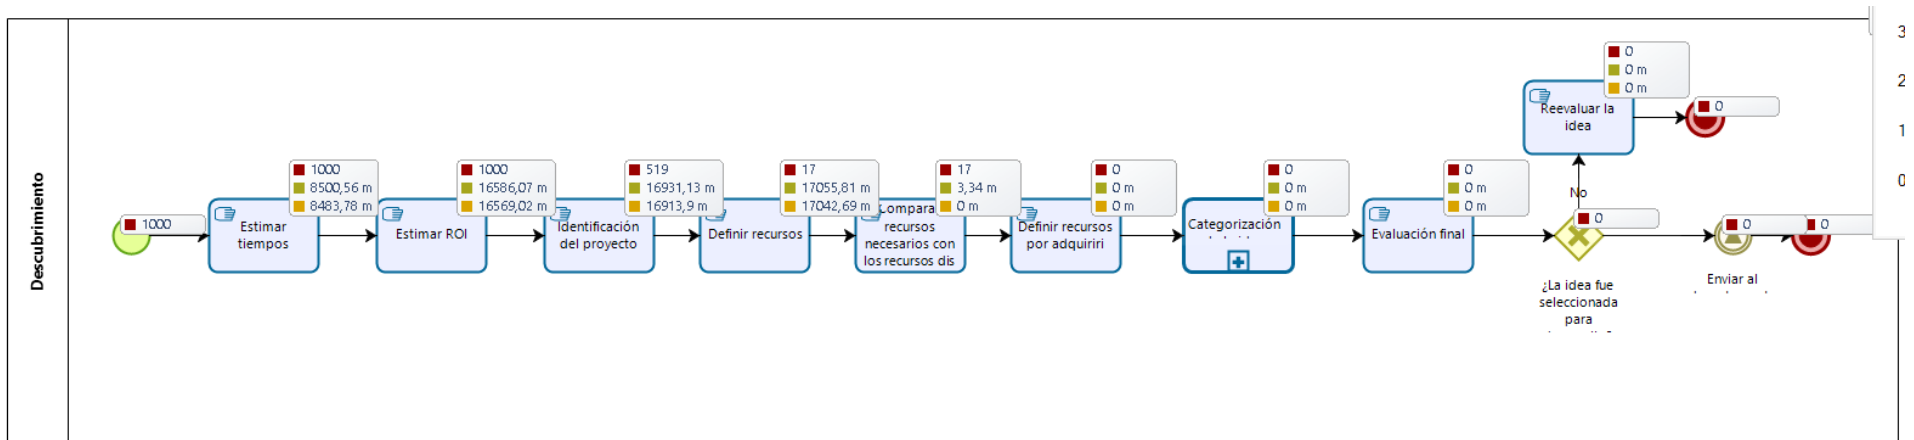 Descubrimiento
1000
1000
8500,56 m
8483,78 m
Estimar
tiempos
1000
16586,07 m
16569,02 m
Estimar ROI
519
16931,13 m
16913,9 m
Identificación
del proyecto
17
17055,81 m
17042,69 m
Definir recursos
17
3,34 m
0 m
recursos
necesarios con
los recursos dis
0
0 m
0 m
Definir recursos
por adquiriri
0
0 m
0 m
Categorización
0
0 m
0 m
Evaluación final
0
0 m
0 m
Reevaluar la
idea
0
No
0
¿La idea fue
seleccionada
para
0
Enviar al
0
3
2
1
0